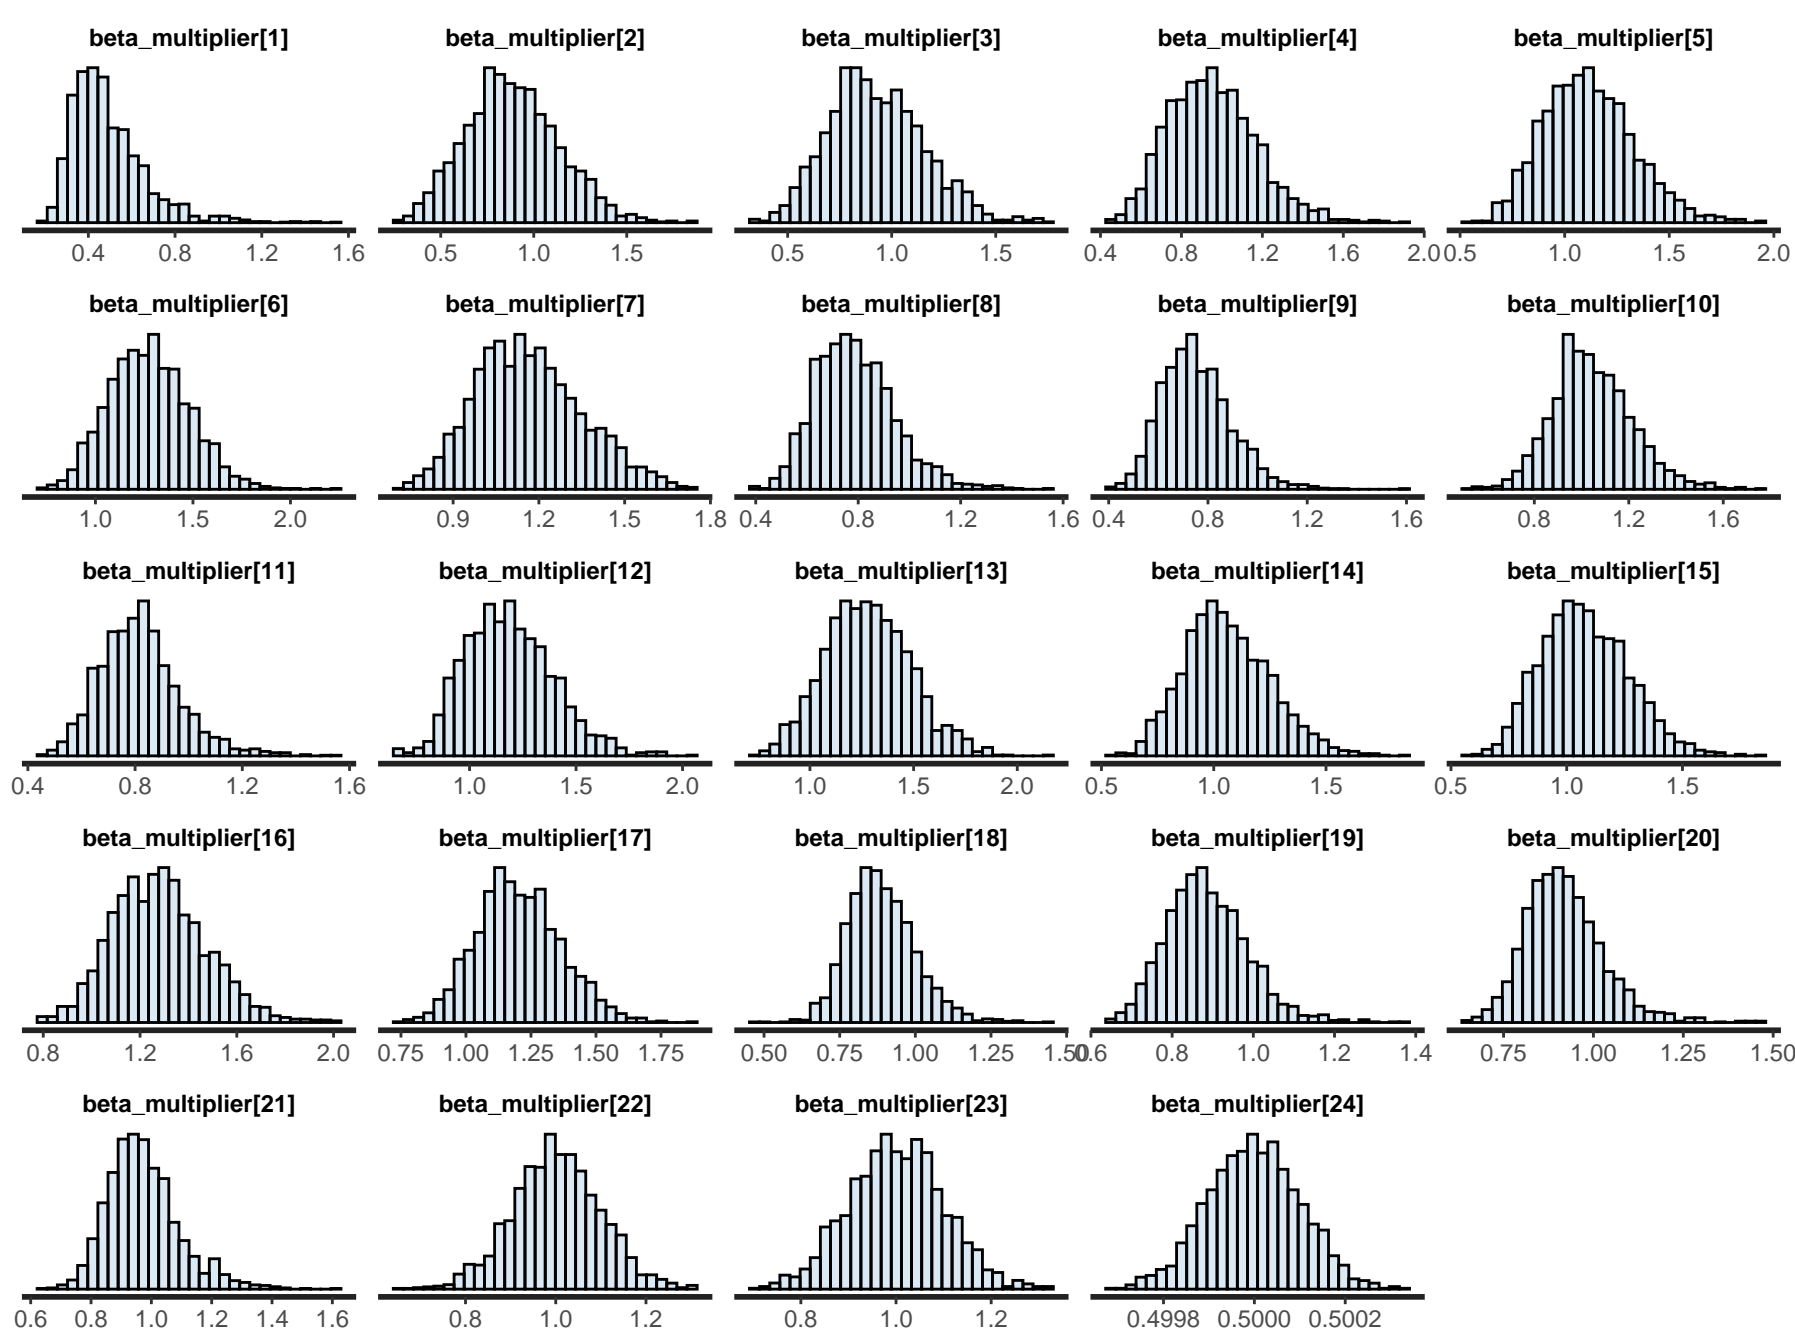 beta_multiplier[1] beta_multiplier[2] beta_multiplier[3] beta_multiplier[4] beta_multiplier[5]
0.4 0.8 1.2 1.6 0.5 1.0 1.5 0.5 1.0 1.5 0.4 0.8 1.2 1.6 2.0 0.5 1.0 1.5 2.0
beta_multiplier[6] beta_multiplier[7] beta_multiplier[8] beta_multiplier[9] beta_multiplier[10]
1.0 1.5 2.0 0.9 1.2 1.5 1.8 0.4 0.8 1.2 1.6 0.4 0.8 1.2 1.6 0.8 1.2 1.6
beta_multiplier[11] beta_multiplier[12] beta_multiplier[13] beta_multiplier[14] beta_multiplier[15]
0.4 0.8 1.2 1.6 1.0 1.5 2.0 1.0 1.5 2.0 0.5 1.0 1.5 0.5 1.0 1.5
beta_multiplier[16] beta_multiplier[17] beta_multiplier[18] beta_multiplier[19] beta_multiplier[20]
0.8 1.2 1.6 2.0 0.75 1.00 1.25 1.50 1.75 0.50 0.75 1.00 1.25 1.50 0.6 0.8 1.0 1.2 1.4 0.75 1.00 1.25 1.50
beta_multiplier[21] beta_multiplier[22] beta_multiplier[23] beta_multiplier[24]
0.6 0.8 1.0 1.2 1.4 1.6 0.8 1.0 1.2 0.8 1.0 1.2 0.4998 0.5000 0.5002